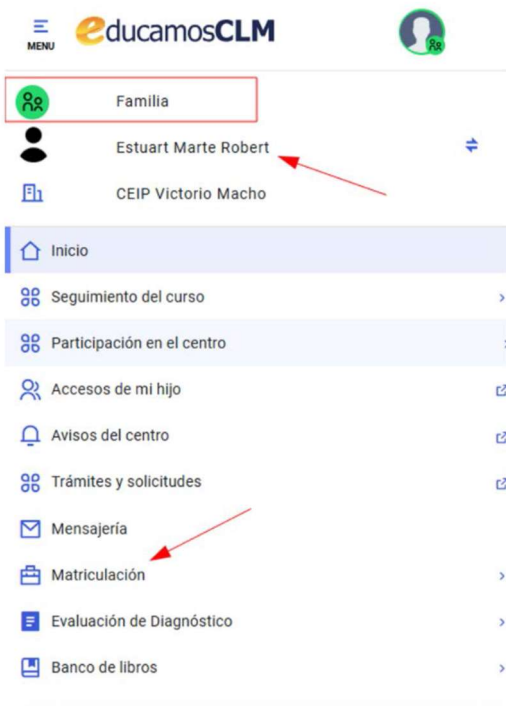 MENU
educamosCLM
Familia
Estuart Marte Robert
CEIP Victorio Macho
Inicio
Seguimiento del curso
Participación en el centro
Accesos de mi hijo
Avisos del centro
Trámites y solicitudes
Mensajería
Matriculación
Evaluación de Diagnóstico
Banco de libros